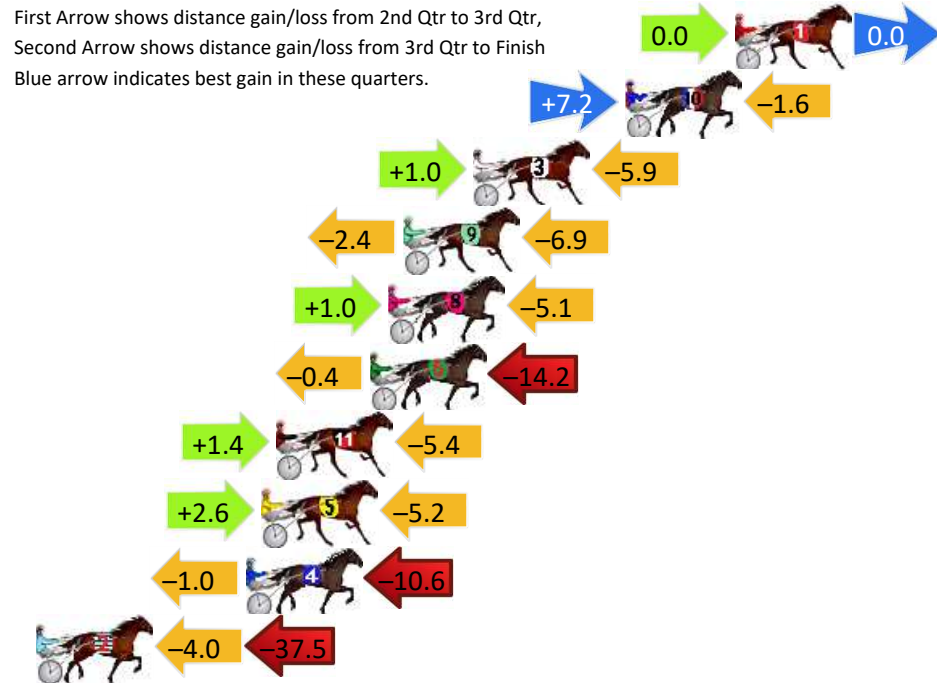 First Arrow shows distance gain/loss from 2nd Qtr to 3rd Qtr,
Second Arrow shows distance gain/loss from 3rd Qtr to Finish
Blue arrow indicates best gain in these quarters.
0.0 1 0.0
+7.2 10 –1.6
+1.0 3 –5.9
–2.4 9 –6.9
+1.0 8 –5.1
–0.4 6 –14.2
+1.4 11 –5.4
+2.6 5 –5.2
–1.0 4 –10.6
2 –4.0 –37.5